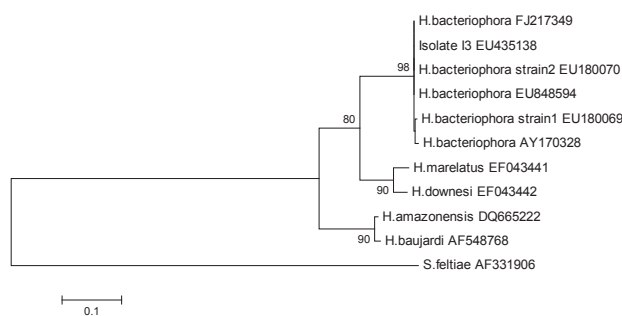 H.bacteriophora FJ217349
Isolate I3 EU435138
98
H.bacteriophora strain2 EU180070
H.bacteriophora EU848594
80
H.bacteriophora strain1 EU180069
H.bacteriophora AY170328
H.marelatus EF043441
90
H.downesi EF043442
H.amazonensis DQ665222
90
H.baujardi AF548768
S.feltiae AF331906
0.1